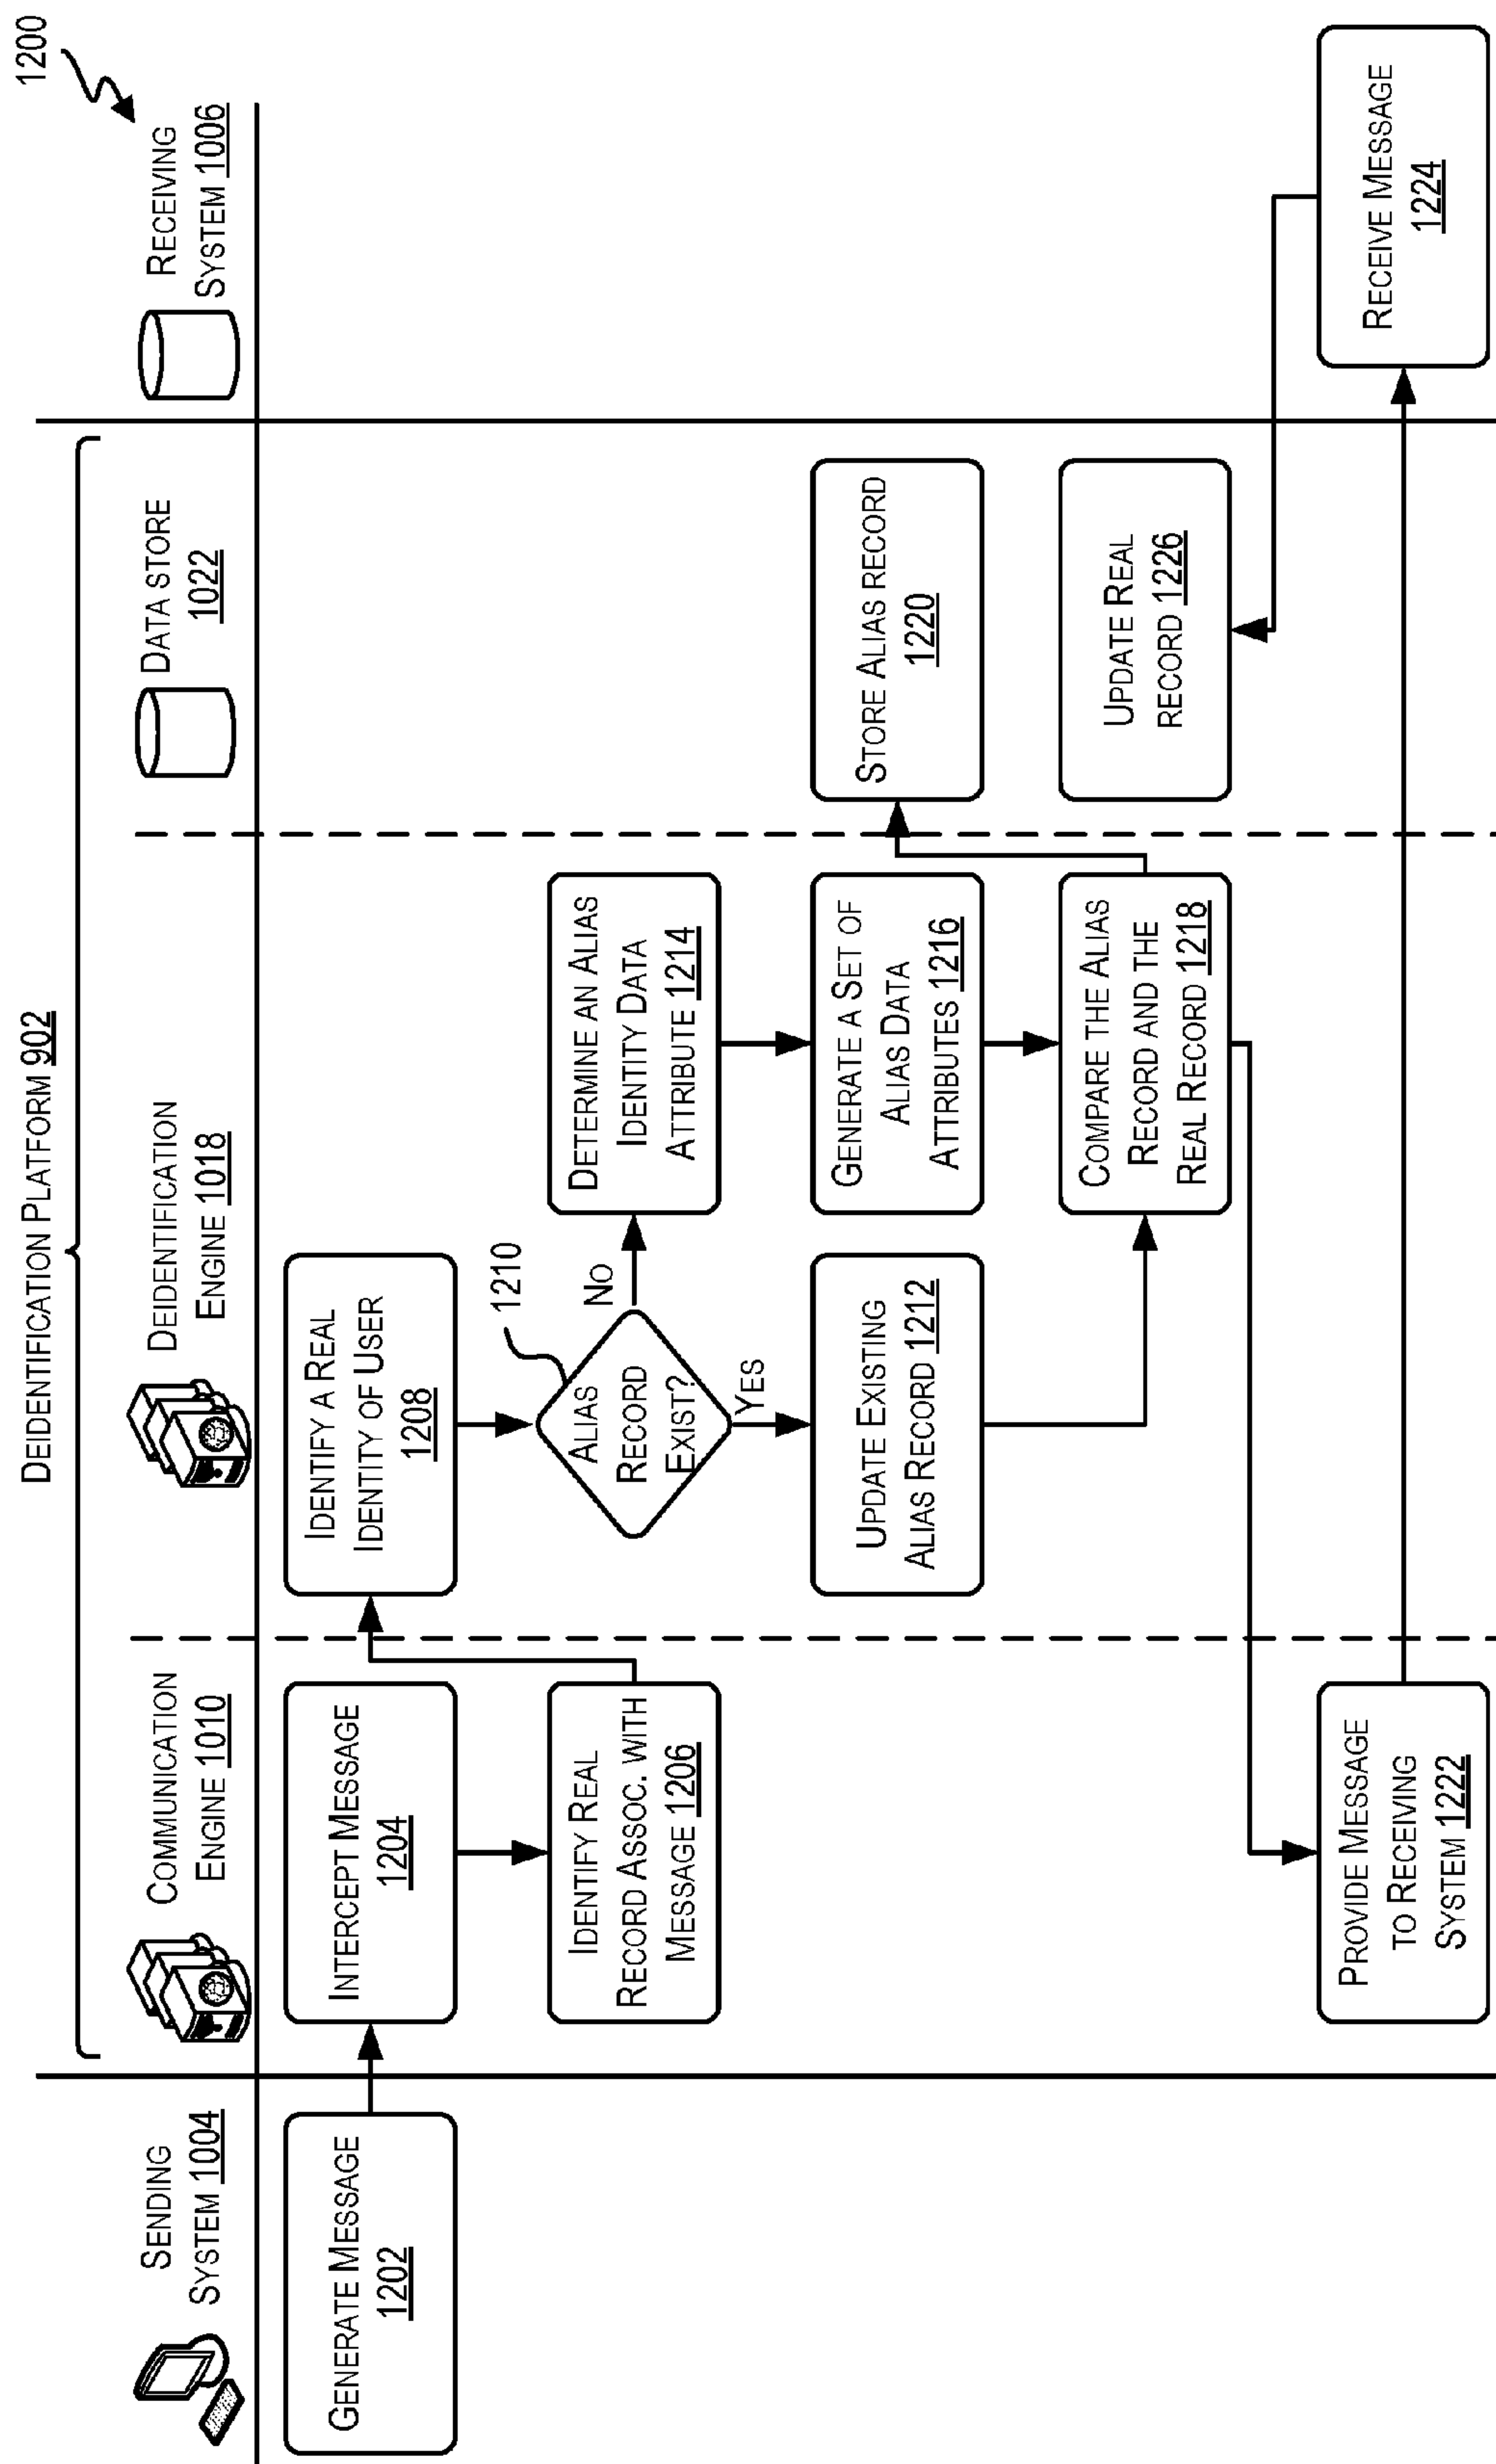 1200
DEIDENTIFICATION PLATFORM 902
SENDING
SYSTEM 1004
COMMUNICATION
ENGINE 1010
DEIDENTIFICATION
ENGINE 1018
DATA STORE
1022
RECEIVING
SYSTEM 1006
GENERATE MESSAGE
1202
INTERCEPT MESSAGE
1204
IDENTIFY REAL
RECORD ASSOC. WITH
MESSAGE 1206
IDENTIFY A REAL
IDENTITY OF USER
1208
1210
ALIAS
RECORD
EXIST?
NO
YES
UPDATE EXISTING
ALIAS RECORD 1212
DETERMINE AN ALIAS
IDENTITY DATA
ATTRIBUTE 1214
GENERATE A SET OF
ALIAS DATA
ATTRIBUTES 1216
COMPARE THE ALIAS
RECORD AND THE
REAL RECORD 1218
STORE ALIAS RECORD
1220
PROVIDE MESSAGE
TO RECEIVING
SYSTEM 1222
RECEIVE MESSAGE
1224
UPDATE REAL
RECORD 1226